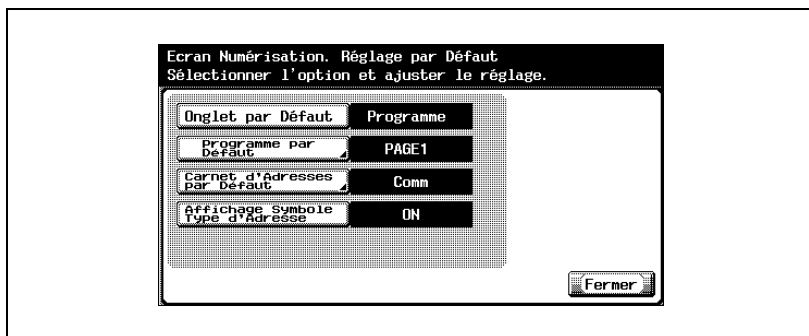 Ecran Numérisation. Réglage par Défaut
Sélectionner l'option et ajuster le réglage.
Onglet par Défaut Programme
Programme par
Défaut
PAGE1
Carnet d'Adresses
par Défaut
Comm
Affichage Symbole
Type d'Adresse
ON
Fermer